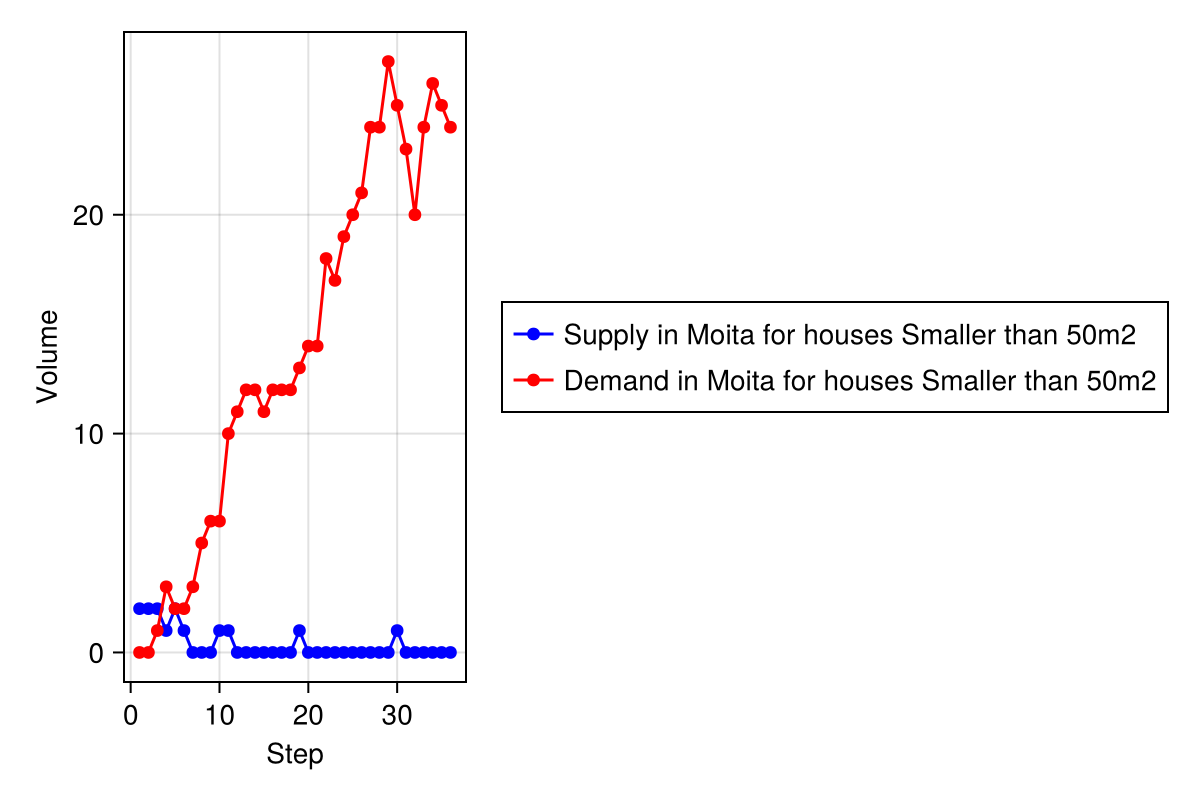 20
10
0
0 10 20 30
Volume
Step
Supply in Moita for houses Smaller than 50m2
Demand in Moita for houses Smaller than 50m2